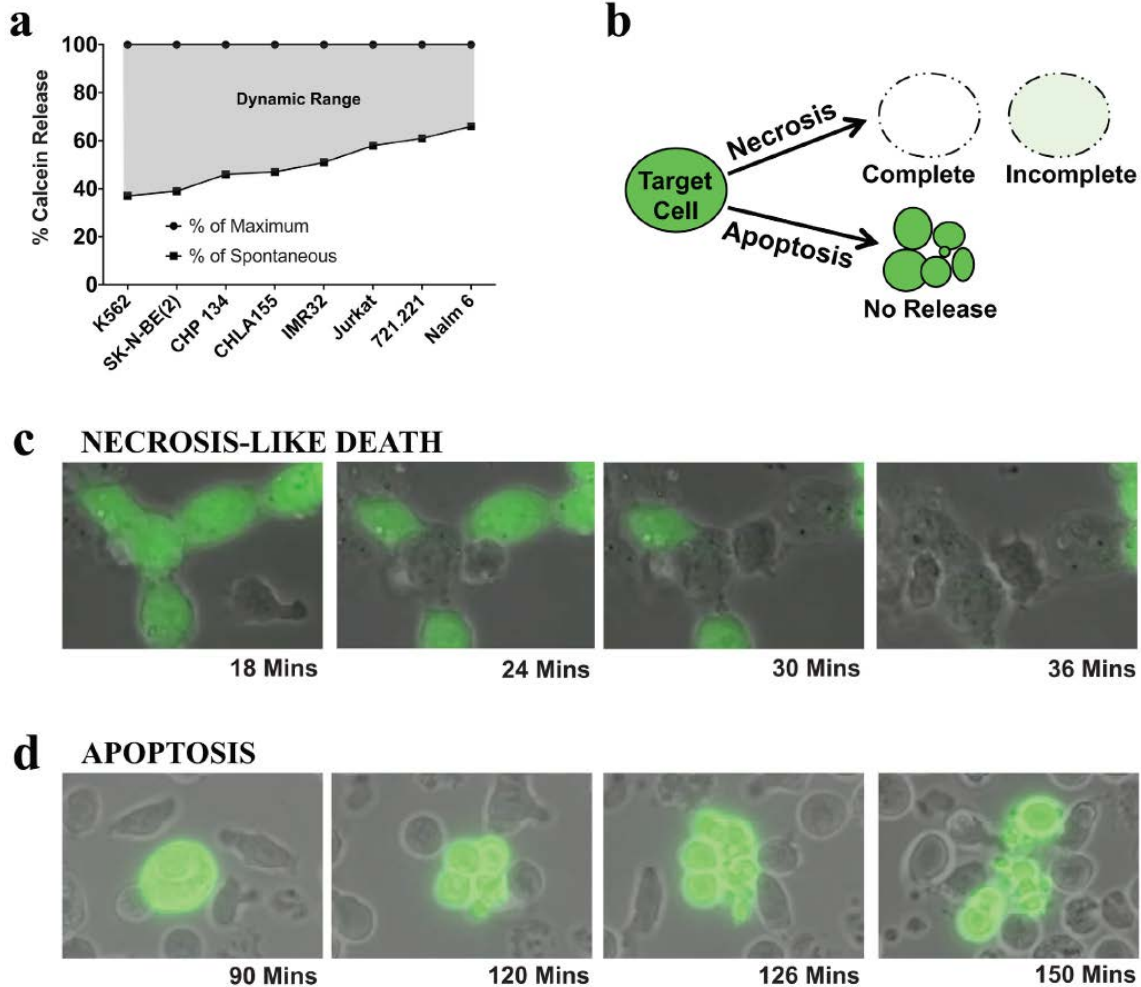 a
100
80
60
40
20
0
% Calcein Release
Dynamic Range
% of Maximum
% of Spontaneous
K562
SK-N-BE(2)
CHP 134
CHLA155
IMR32
Jurkat
721.221
Nalm 6
b
Target
Cell
Necrosis
Apoptosis
Complete
Incomplete
No Release
c NECROSIS-LIKE DEATH
18 Mins
24 Mins
30 Mins
36 Mins
d APOPTOSIS
90 Mins
120 Mins
126 Mins
150 Mins